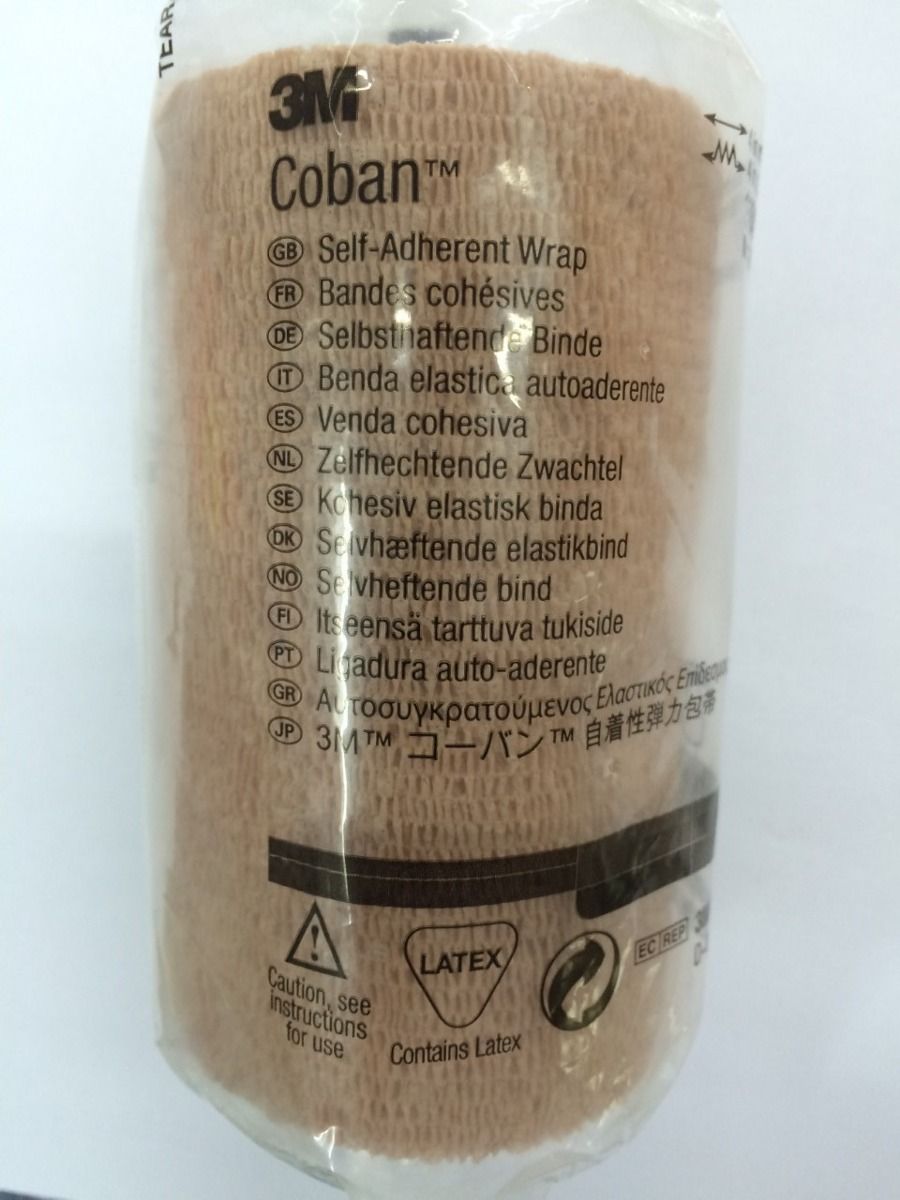 TEAR
3M
Coban™
GB Self-Adherent Wrap
FR Bandes cohésives
DE Selbsthaftende Binde
IT Benda elastica autoaderente
ES Venda cohesiva
NL Zelfhechtende Zwachtel
SE Kohesiv elastisk binda
DK Selvhæftende elastikbind
NO Selvheftende bind
FI Itseensä tarttuva tukiside
PT Ligadura auto-aderente
GR Αυτοσυγκρατούμενος Ελαστικός
JP 3M™ コーバン™ 自着性弾力包帯
Caution, see
instructions
for use
LATEX
Contains Latex
EC REP